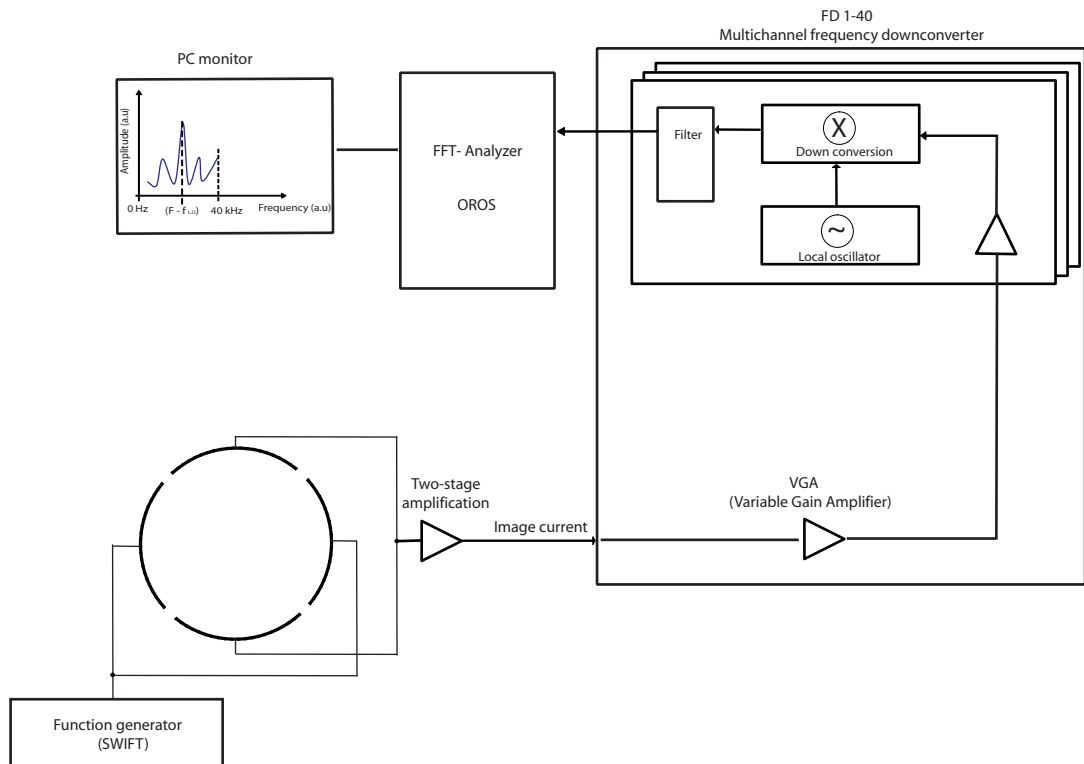 FD 1-40
Multichannel frequency downconverter
PC monitor
Amplitude (a.u)
0 Hz
(F - f LO)
40 kHz
Frequency (a.u)
FFT- Analyzer
OROS
Filter
X
Down conversion
~
Local oscillator
Two-stage
amplification
Image current
VGA
(Variable Gain Amplifier)
Function generator
(SWIFT)